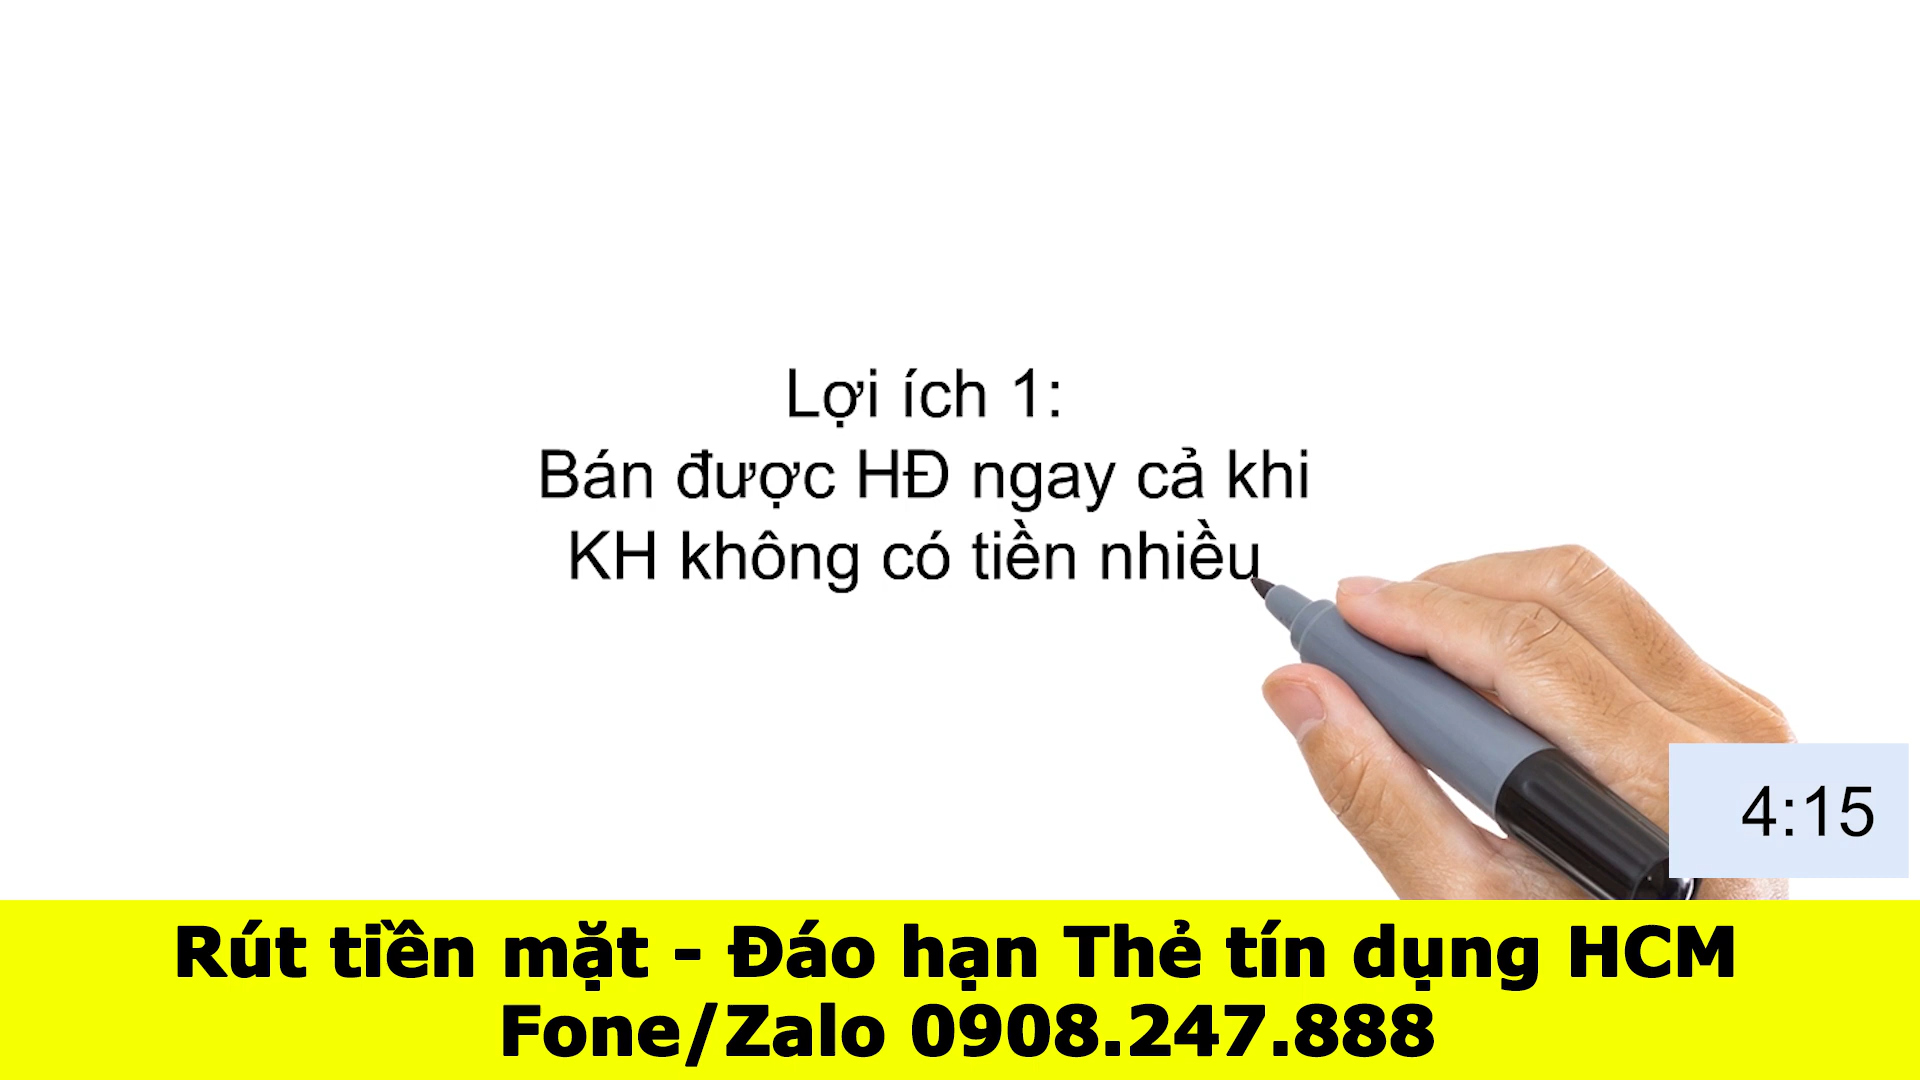 Lợi ích 1:
Bán được HĐ ngay cả khi
KH không có tiền nhiều
4:15
Rút tiền mặt - Đáo hạn Thẻ tín dụng HCM
Fone/Zalo 0908.247.888